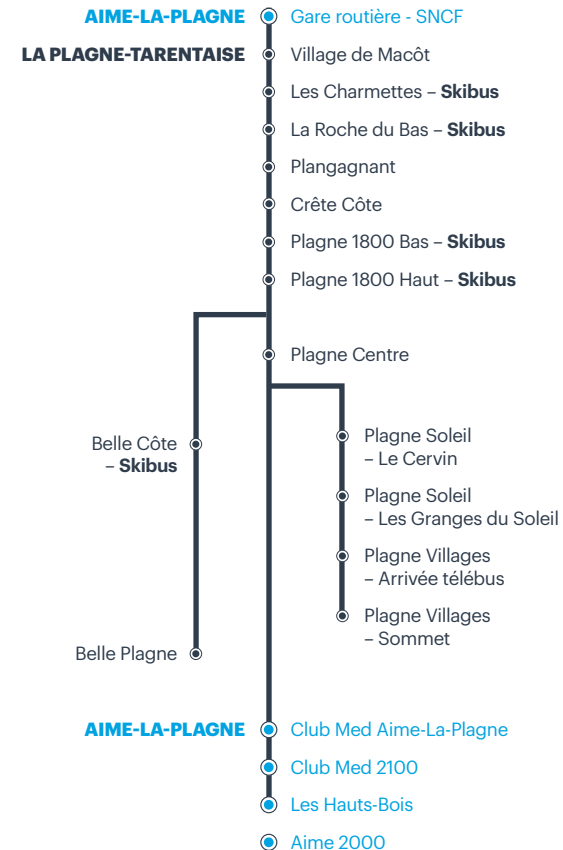 AIME-LA-PLAGNE Gare routière - SNCF
LA PLAGNE-TARENTAISE Village de Macôt
Les Charmettes – Skibus
La Roche du Bas – Skibus
Plangagnant
Crête Côte
Plagne 1800 Bas – Skibus
Plagne 1800 Haut – Skibus
Plagne Centre
Belle Côte
– Skibus
Plagne Soleil
– Le Cervin
Plagne Soleil
– Les Granges du Soleil
Plagne Villages
– Arrivée télébus
Plagne Villages
– Sommet
Belle Plagne
AIME-LA-PLAGNE Club Med Aime-La-Plagne
Club Med 2100
Les Hauts-Bois
Aime 2000